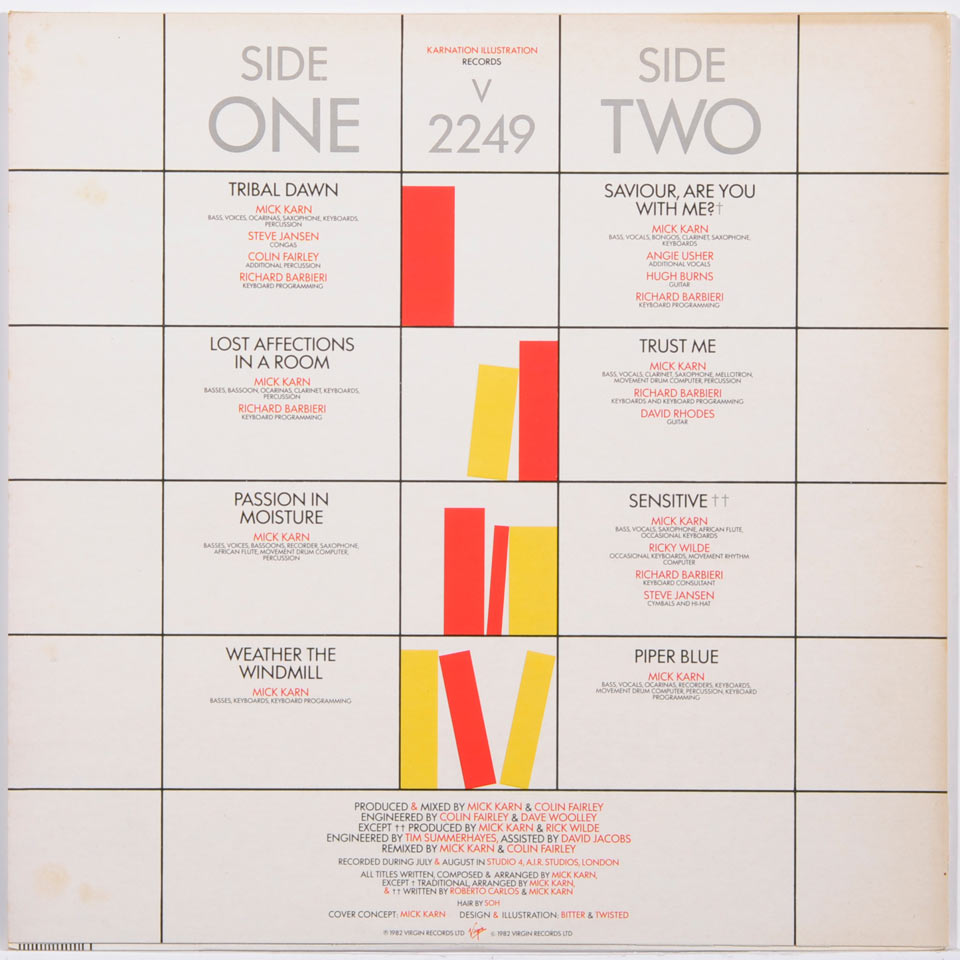 SIDE
ONE
KARNATION ILLUSTRATION
RECORDS
V
2249
SIDE
TWO
TRIBAL DAWN
MICK KARN
BASS, VOICES, OCARINAS, SAXOPHONE, KEYBOARDS,
PERCUSSION
STEVE JANSEN
CONGAS
COLIN FAIRLEY
ADDITIONAL PERCUSSION
RICHARD BARBIERI
KEYBOARD PROGRAMMING
LOST AFFECTIONS
IN A ROOM
MICK KARN
BASSES, BASSOON, OCARINAS, CLARINET, KEYBOARDS,
PERCUSSION
RICHARD BARBIERI
KEYBOARD PROGRAMMING
PASSION IN
MOISTURE
MICK KARN
BASSES, VOICES, BASSOONS, RECORDER, SAXOPHONE,
AFRICAN FLUTE, MOVEMENT DRUM COMPUTER,
PERCUSSION
WEATHER THE
WINDMILL
MICK KARN
BASSES, KEYBOARDS, KEYBOARD PROGRAMMING
SAVIOUR, ARE YOU
WITH ME?†
MICK KARN
BASS, VOCALS, BONGOS, CLARINET, SAXOPHONE,
KEYBOARDS
ANGIE USHER
ADDITIONAL VOCALS
HUGH BURNS
GUITAR
RICHARD BARBIERI
KEYBOARD PROGRAMMING
TRUST ME
MICK KARN
BASS, VOCALS, CLARINET, SAXOPHONE, MELLOTRON,
MOVEMENT DRUM COMPUTER, PERCUSSION
RICHARD BARBIERI
KEYBOARDS AND KEYBOARD PROGRAMMING
DAVID RHODES
GUITAR
SENSITIVE ††
MICK KARN
BASS, VOCALS, SAXOPHONE, AFRICAN FLUTE,
OCCASIONAL KEYBOARDS
RICKY WILDE
OCCASIONAL KEYBOARDS, MOVEMENT RHYTHM
COMPUTER
RICHARD BARBIERI
KEYBOARD CONSULTANT
STEVE JANSEN
CYMBALS AND HI-HAT
PIPER BLUE
MICK KARN
BASS, VOCALS, OCARINAS, RECORDERS, KEYBOARDS,
MOVEMENT DRUM COMPUTER, PERCUSSION, KEYBOARD
PROGRAMMING
PRODUCED & MIXED BY MICK KARN & COLIN FAIRLEY
ENGINEERED BY COLIN FAIRLEY & DAVE WOOLLEY
EXCEPT †† PRODUCED BY MICK KARN & RICK WILDE
ENGINEERED BY TIM SUMMERHAYES, ASSISTED BY DAVID JACOBS
REMIXED BY MICK KARN & COLIN FAIRLEY
RECORDED DURING JULY & AUGUST IN STUDIO 4, A.I.R. STUDIOS, LONDON
ALL TITLES WRITTEN, COMPOSED & ARRANGED BY MICK KARN,
EXCEPT † TRADITIONAL, ARRANGED BY MICK KARN,
& †† WRITTEN BY ROBERTO CARLOS & MICK KARN
HAIR BY SOH
COVER CONCEPT: MICK KARN DESIGN & ILLUSTRATION: BITTER & TWISTED
℗ 1982 VIRGIN RECORDS LTD Virgin © 1982 VIRGIN RECORDS LTD